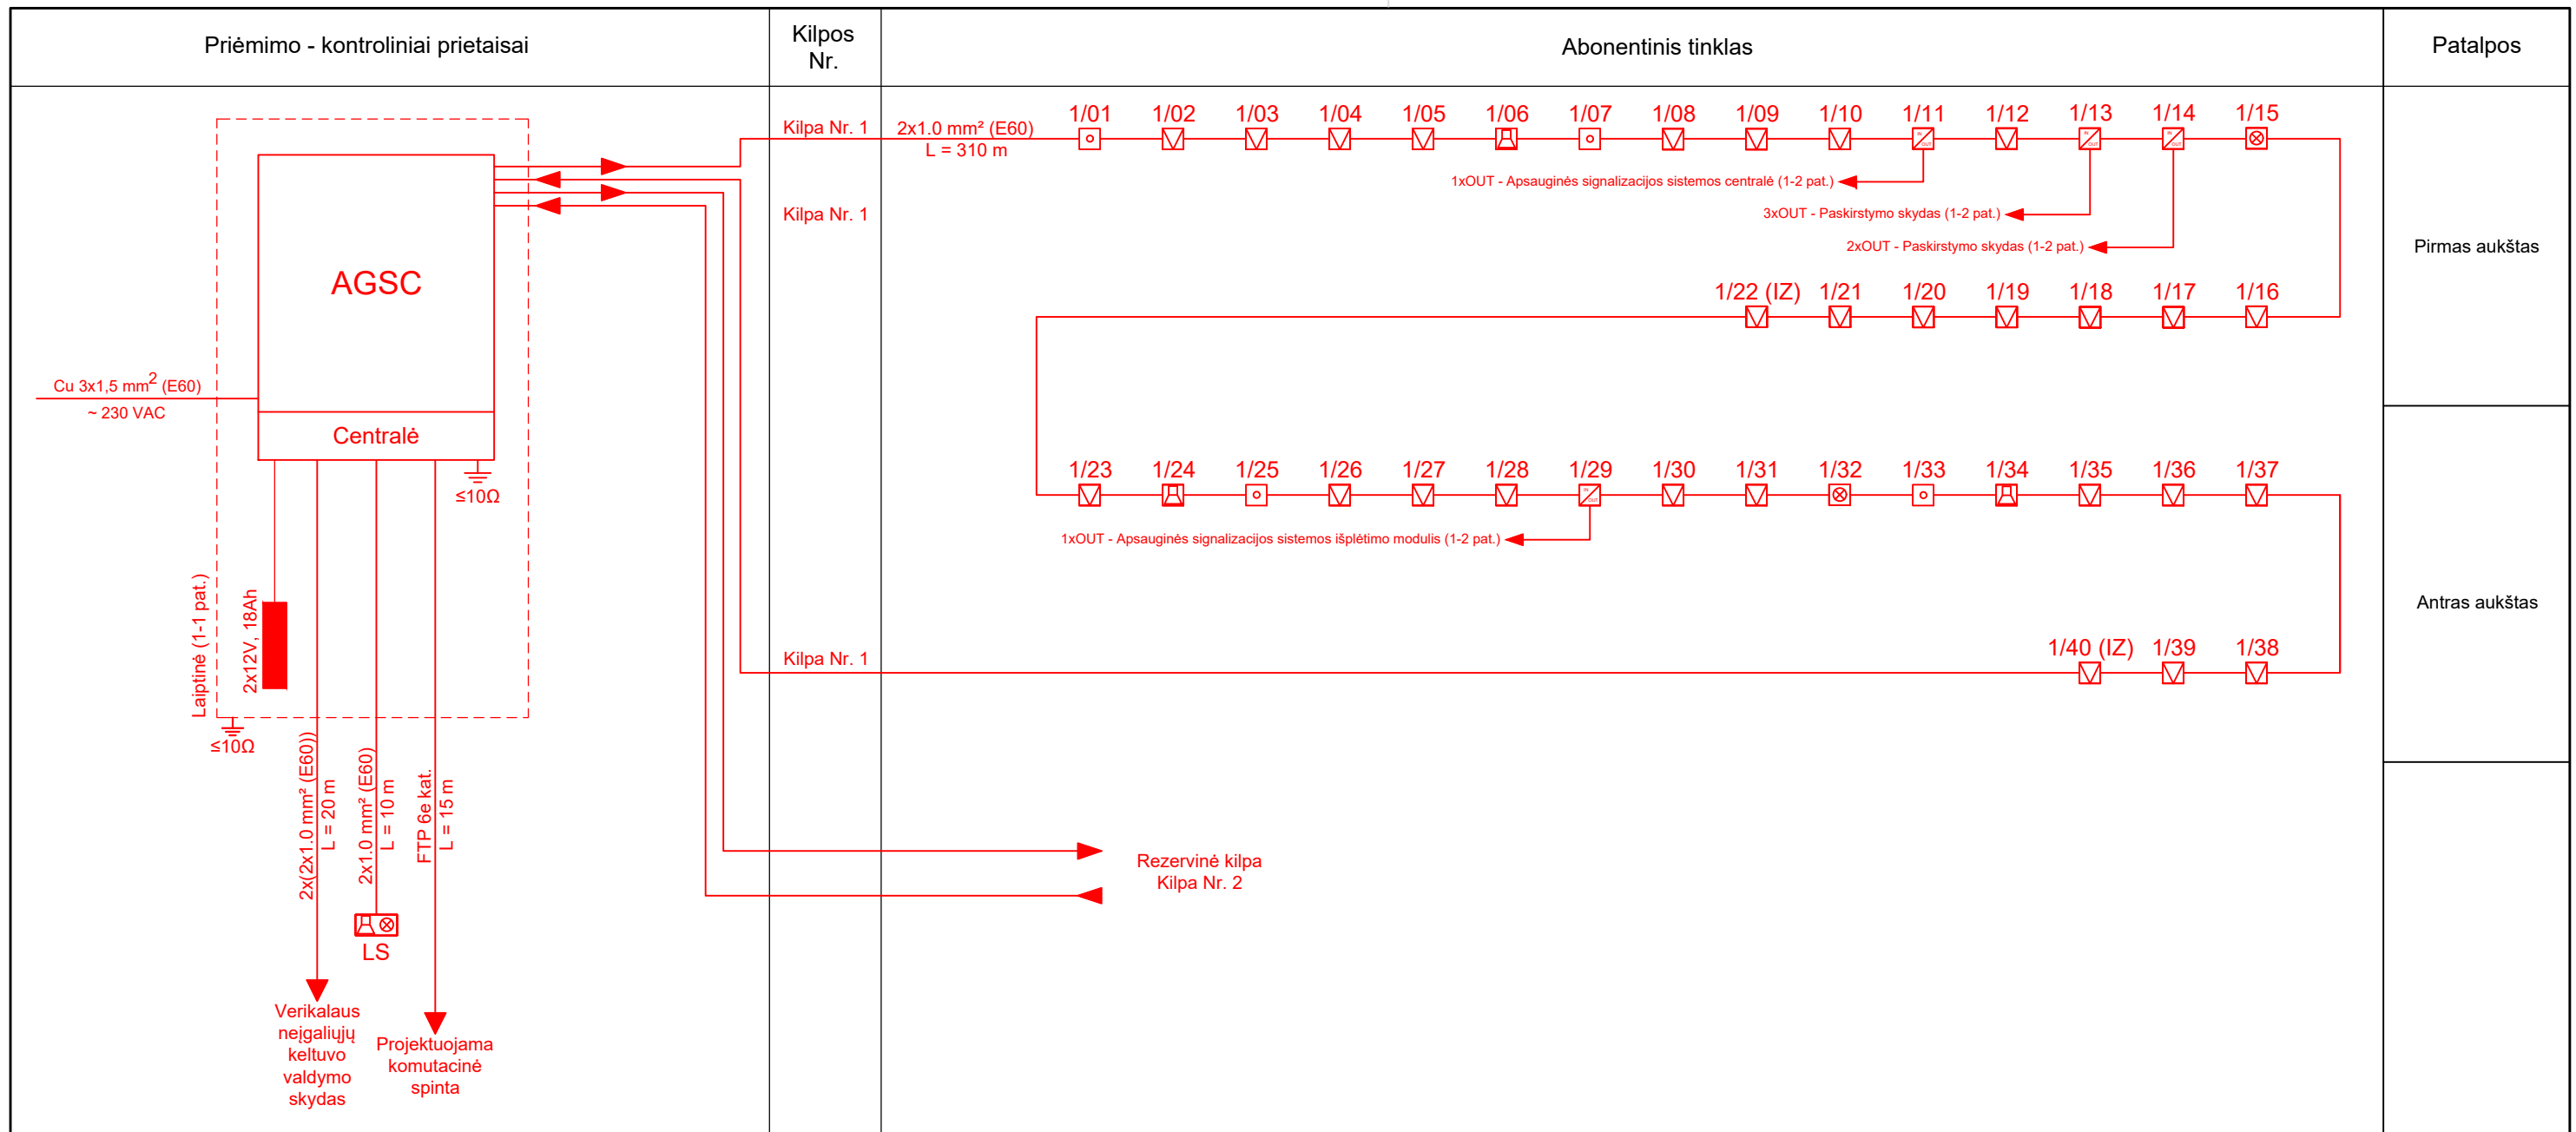 Priėmimo - kontroliniai prietaisai
Kilpos
Nr.
Abonentinis tinklas
Patalpos
Kilpa Nr. 1
2x1.0 mm² (E60)
L = 310 m
1/01 1/02 1/03 1/04 1/05 1/06 1/07 1/08 1/09 1/10 1/11 1/12 1/13 1/14 1/15
IN OUT IN OUT IN OUT
1xOUT - Apsauginės signalizacijos sistemos centralė (1-2 pat.)
Kilpa Nr. 1
3xOUT - Paskirstymo skydas (1-2 pat.)
2xOUT - Paskirstymo skydas (1-2 pat.)
Pirmas aukštas
AGSC
1/22 (IZ) 1/21 1/20 1/19 1/18 1/17 1/16
Cu 3x1,5 mm² (E60)
~ 230 VAC
Centralė
≤10Ω
1/23 1/24 1/25 1/26 1/27 1/28 1/29 1/30 1/31 1/32 1/33 1/34 1/35 1/36 1/37
IN OUT
1xOUT - Apsauginės signalizacijos sistemos išplėtimo modulis (1-2 pat.)
Antras aukštas
Laiptinė (1-1 pat.)
2x12V, 18Ah
Kilpa Nr. 1
1/40 (IZ) 1/39 1/38
≤10Ω
2x(2x1.0 mm² (E60))
L = 20 m
2x1.0 mm² (E60)
L = 10 m
FTP 6e kat.
L = 15 m
Rezervinė kilpa
Kilpa Nr. 2
LS
Verikalaus
neįgaliųjų
keltuvo
valdymo
skydas
Projektuojama
komutacinė
spinta